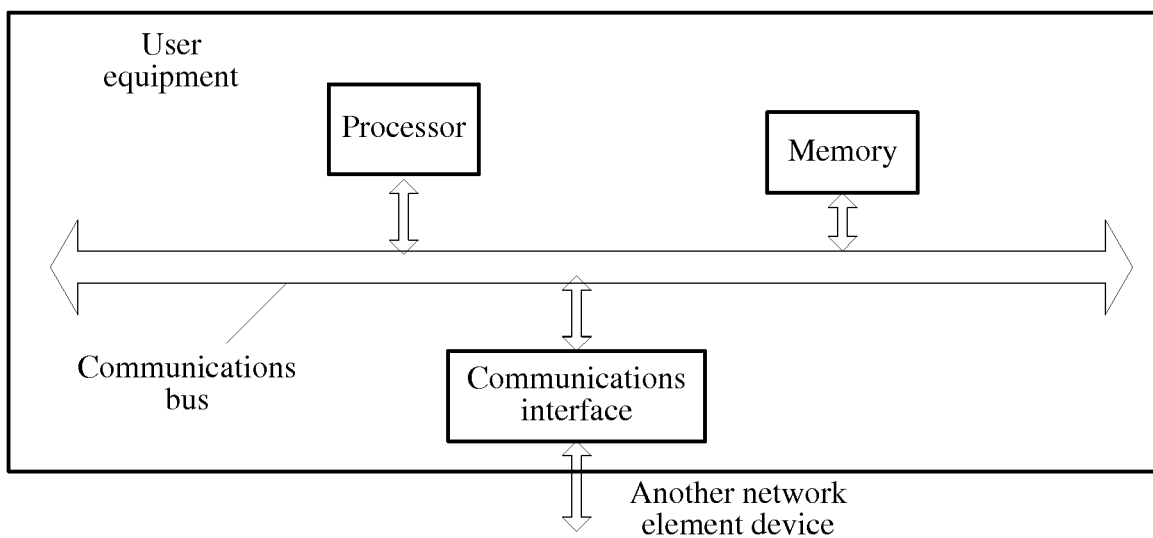 User
equipment
Processor
Memory
Communications
bus
Communications
interface
Another network
element device